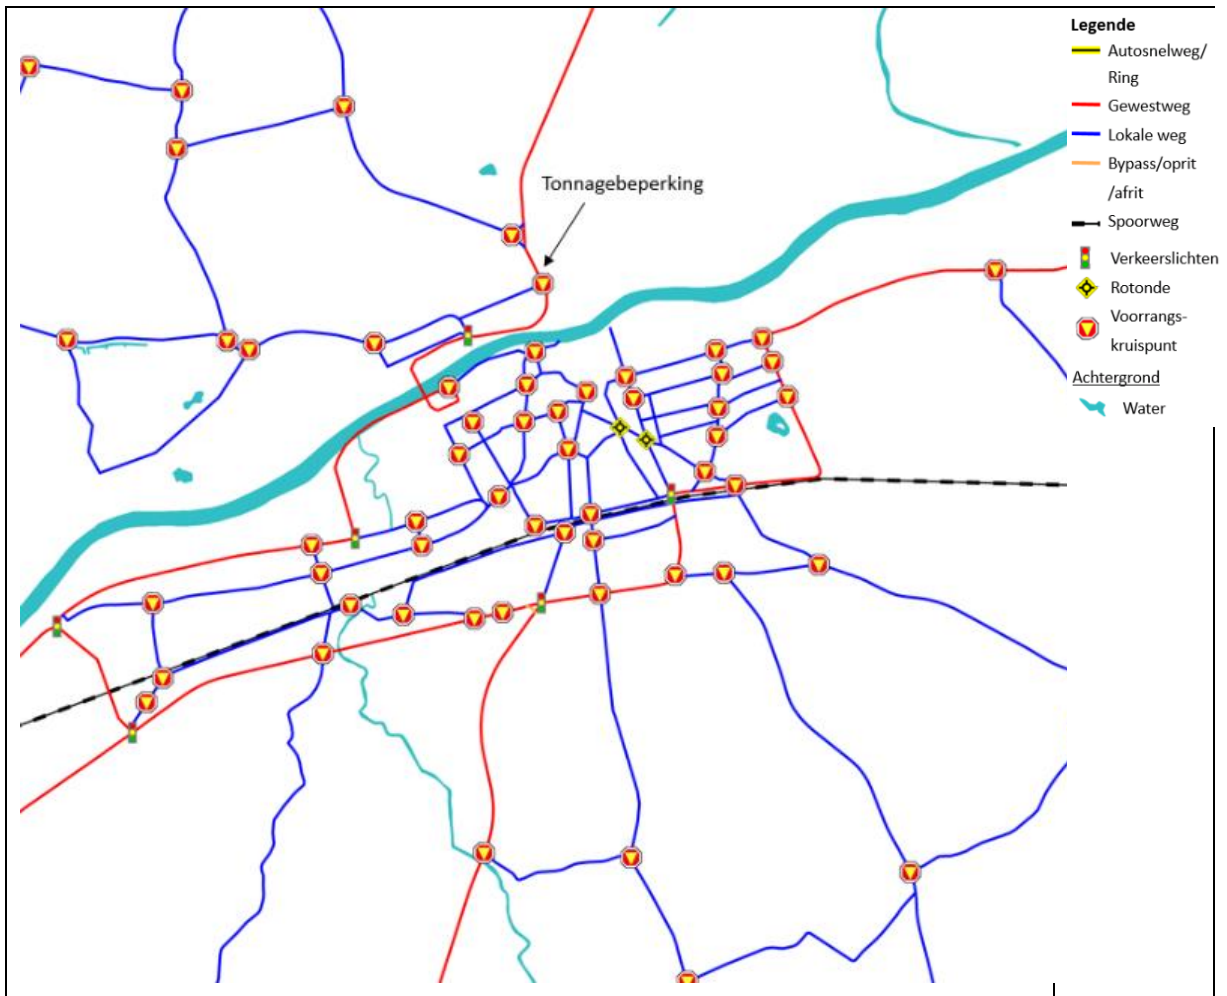 Legende
Autosnelweg/
Ring
Gewestweg
Lokale weg
Bypass/oprit
/afrit
Spoorweg
Verkeerslichten
Rotonde
Voorrangs-
kruispunt
Achtergrond
Water
Tonnagebeperking